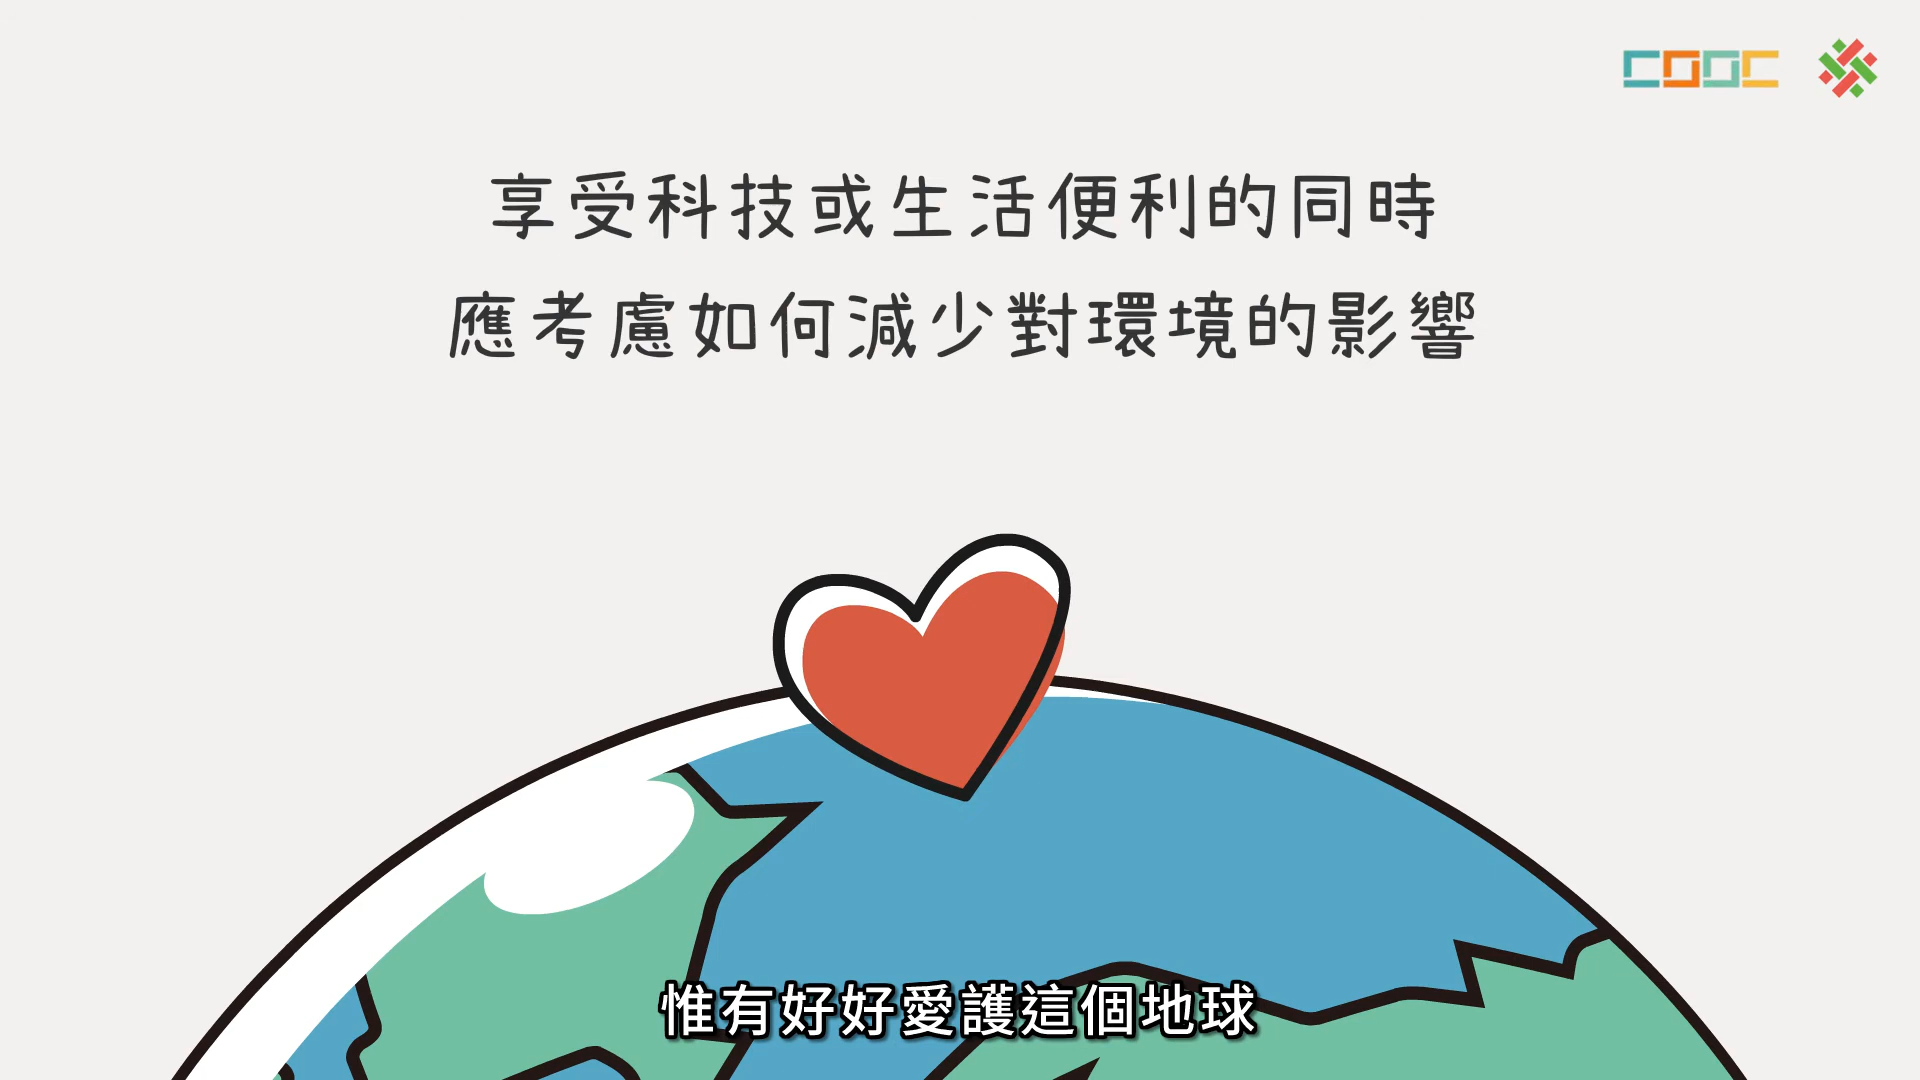 COOC
享受科技或生活便利的同時
應考慮如何減少對環境的影響
惟有好好愛護這個地球